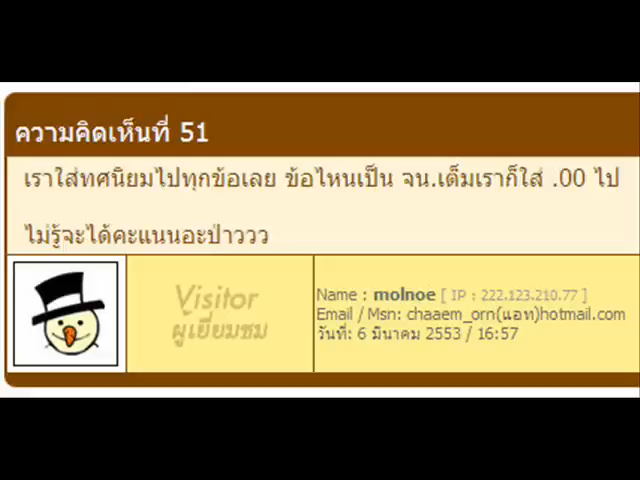 ความคิดเห็นที่ 51
เราใส่ทศนิยมไปทุกข้อเลย ข้อไหนเป็น จน.เต็มเราก็ใส่ .00 ไป
ไม่รู้จะได้คะแนนอะป่าววว
Visitor
ผู้เยี่ยมชม
Name : molnoe [ IP : 222.123.210.77 ]
Email / Msn: chaaem_orn(แอท)hotmail.com
วันที่: 6 มีนาคม 2553 / 16:57